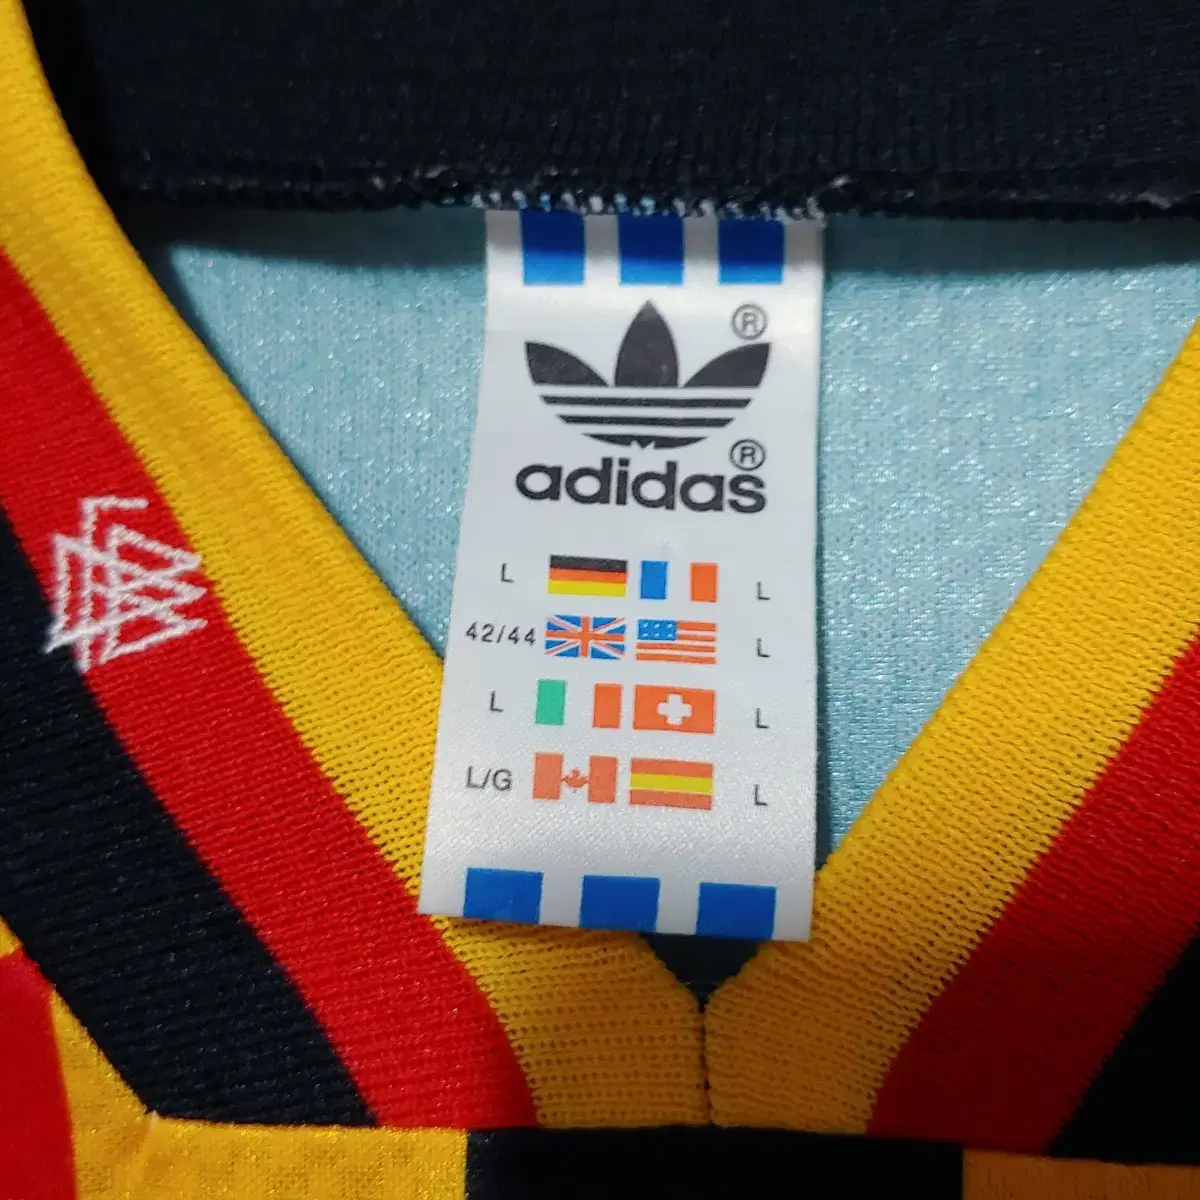 ®
adidas®
L L
42/44 L
L L
L/G L